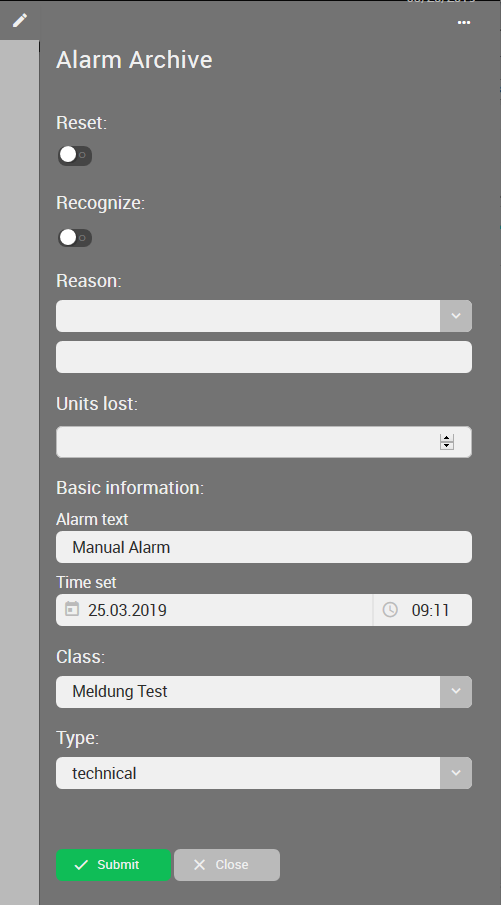 Alarm Archive
Reset:
Recognize:
Reason:
Units lost:
Basic information:
Alarm text
Manual Alarm
Time set
25.03.2019 09:11
Class:
Meldung Test
Type:
technical
Submit Close